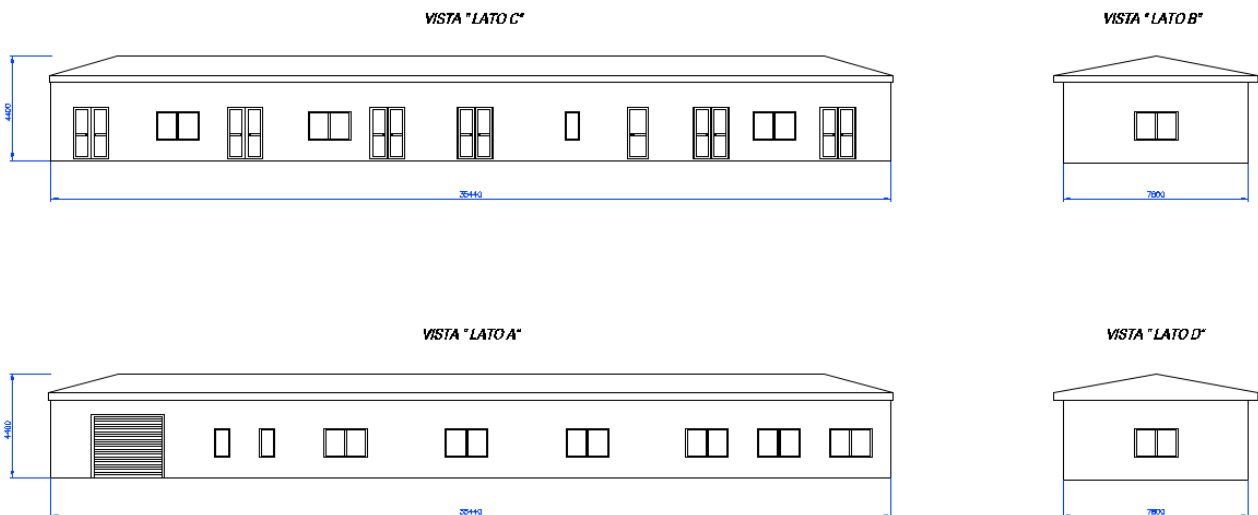 VISTA "LATO C"
VISTA "LATO B"
4400
35440
7800
VISTA "LATO A"
VISTA "LATO D"
4400
35440
7800